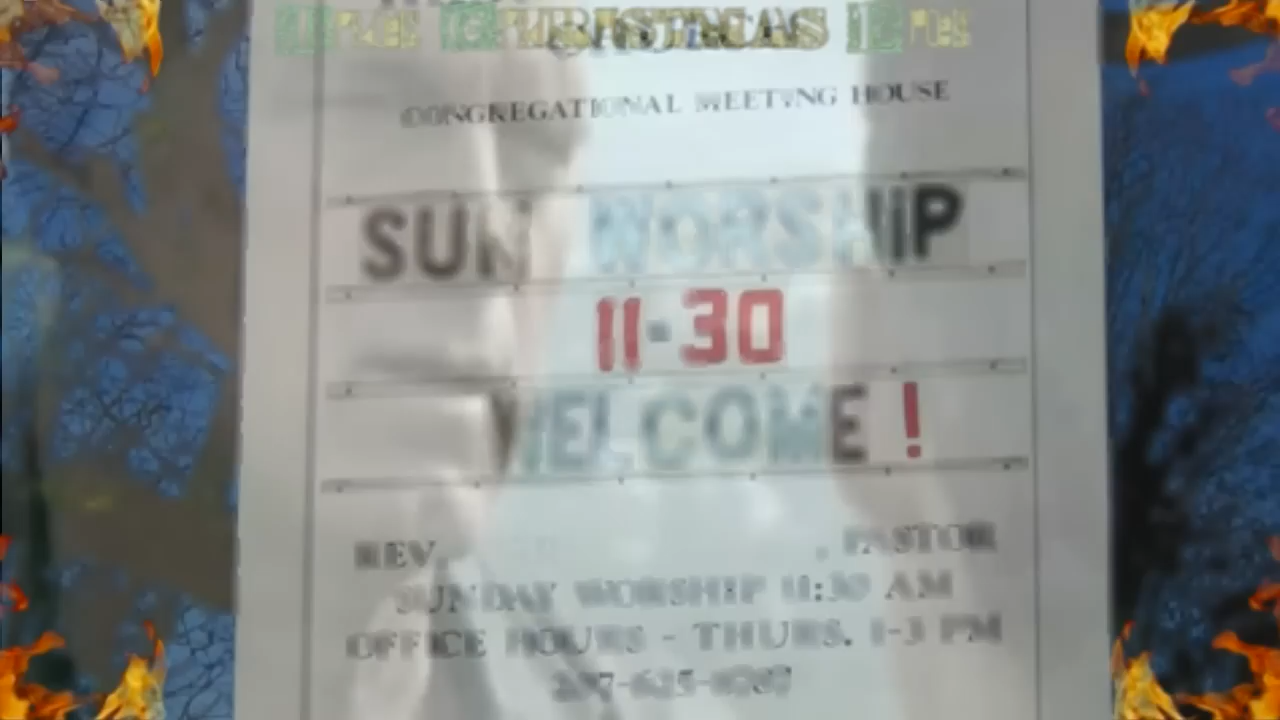 CHRISTMAS
CONGREGATIONAL MEETING HOUSE
SUN WORSHIP
11-30
WELCOME !
REV. , PASTOR
SUNDAY WORSHIP 11:30 AM
OFFICE HOURS - THURS. 1-3 PM